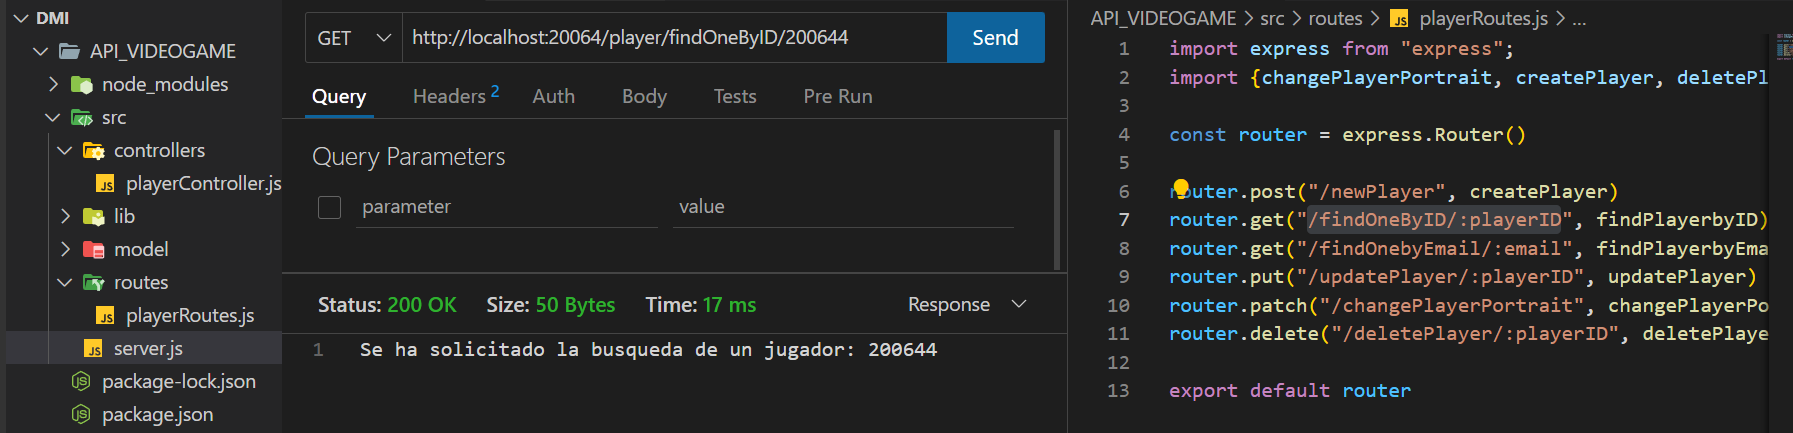 DMI
API_VIDEOGAME
node_modules
src
controllers
JS playerController.js
lib
model
routes
JS playerRoutes.js
JS server.js
package-lock.json
package.json
GET http://localhost:20064/player/findOneByID/200644 Send
Query Headers 2 Auth Body Tests Pre Run
Query Parameters
parameter value
Status: 200 OK Size: 50 Bytes Time: 17 ms Response
1 Se ha solicitado la busqueda de un jugador: 200644
API_VIDEOGAME > src > routes > JS playerRoutes.js > ...
1 import express from "express";
2 import {changePlayerPortrait, createPlayer, deletePl
3
4 const router = express.Router()
5
6 router.post("/newPlayer", createPlayer)
7 router.get("/findOneByID/:playerID", findPlayerbyID)
8 router.get("/findOnebyEmail/:email", findPlayerbyEma
9 router.put("/updatePlayer/:playerID", updatePlayer)
10 router.patch("/changePlayerPortrait", changePlayerPo
11 router.delete("/deletePlayer/:playerID", deletePlaye
12
13 export default router